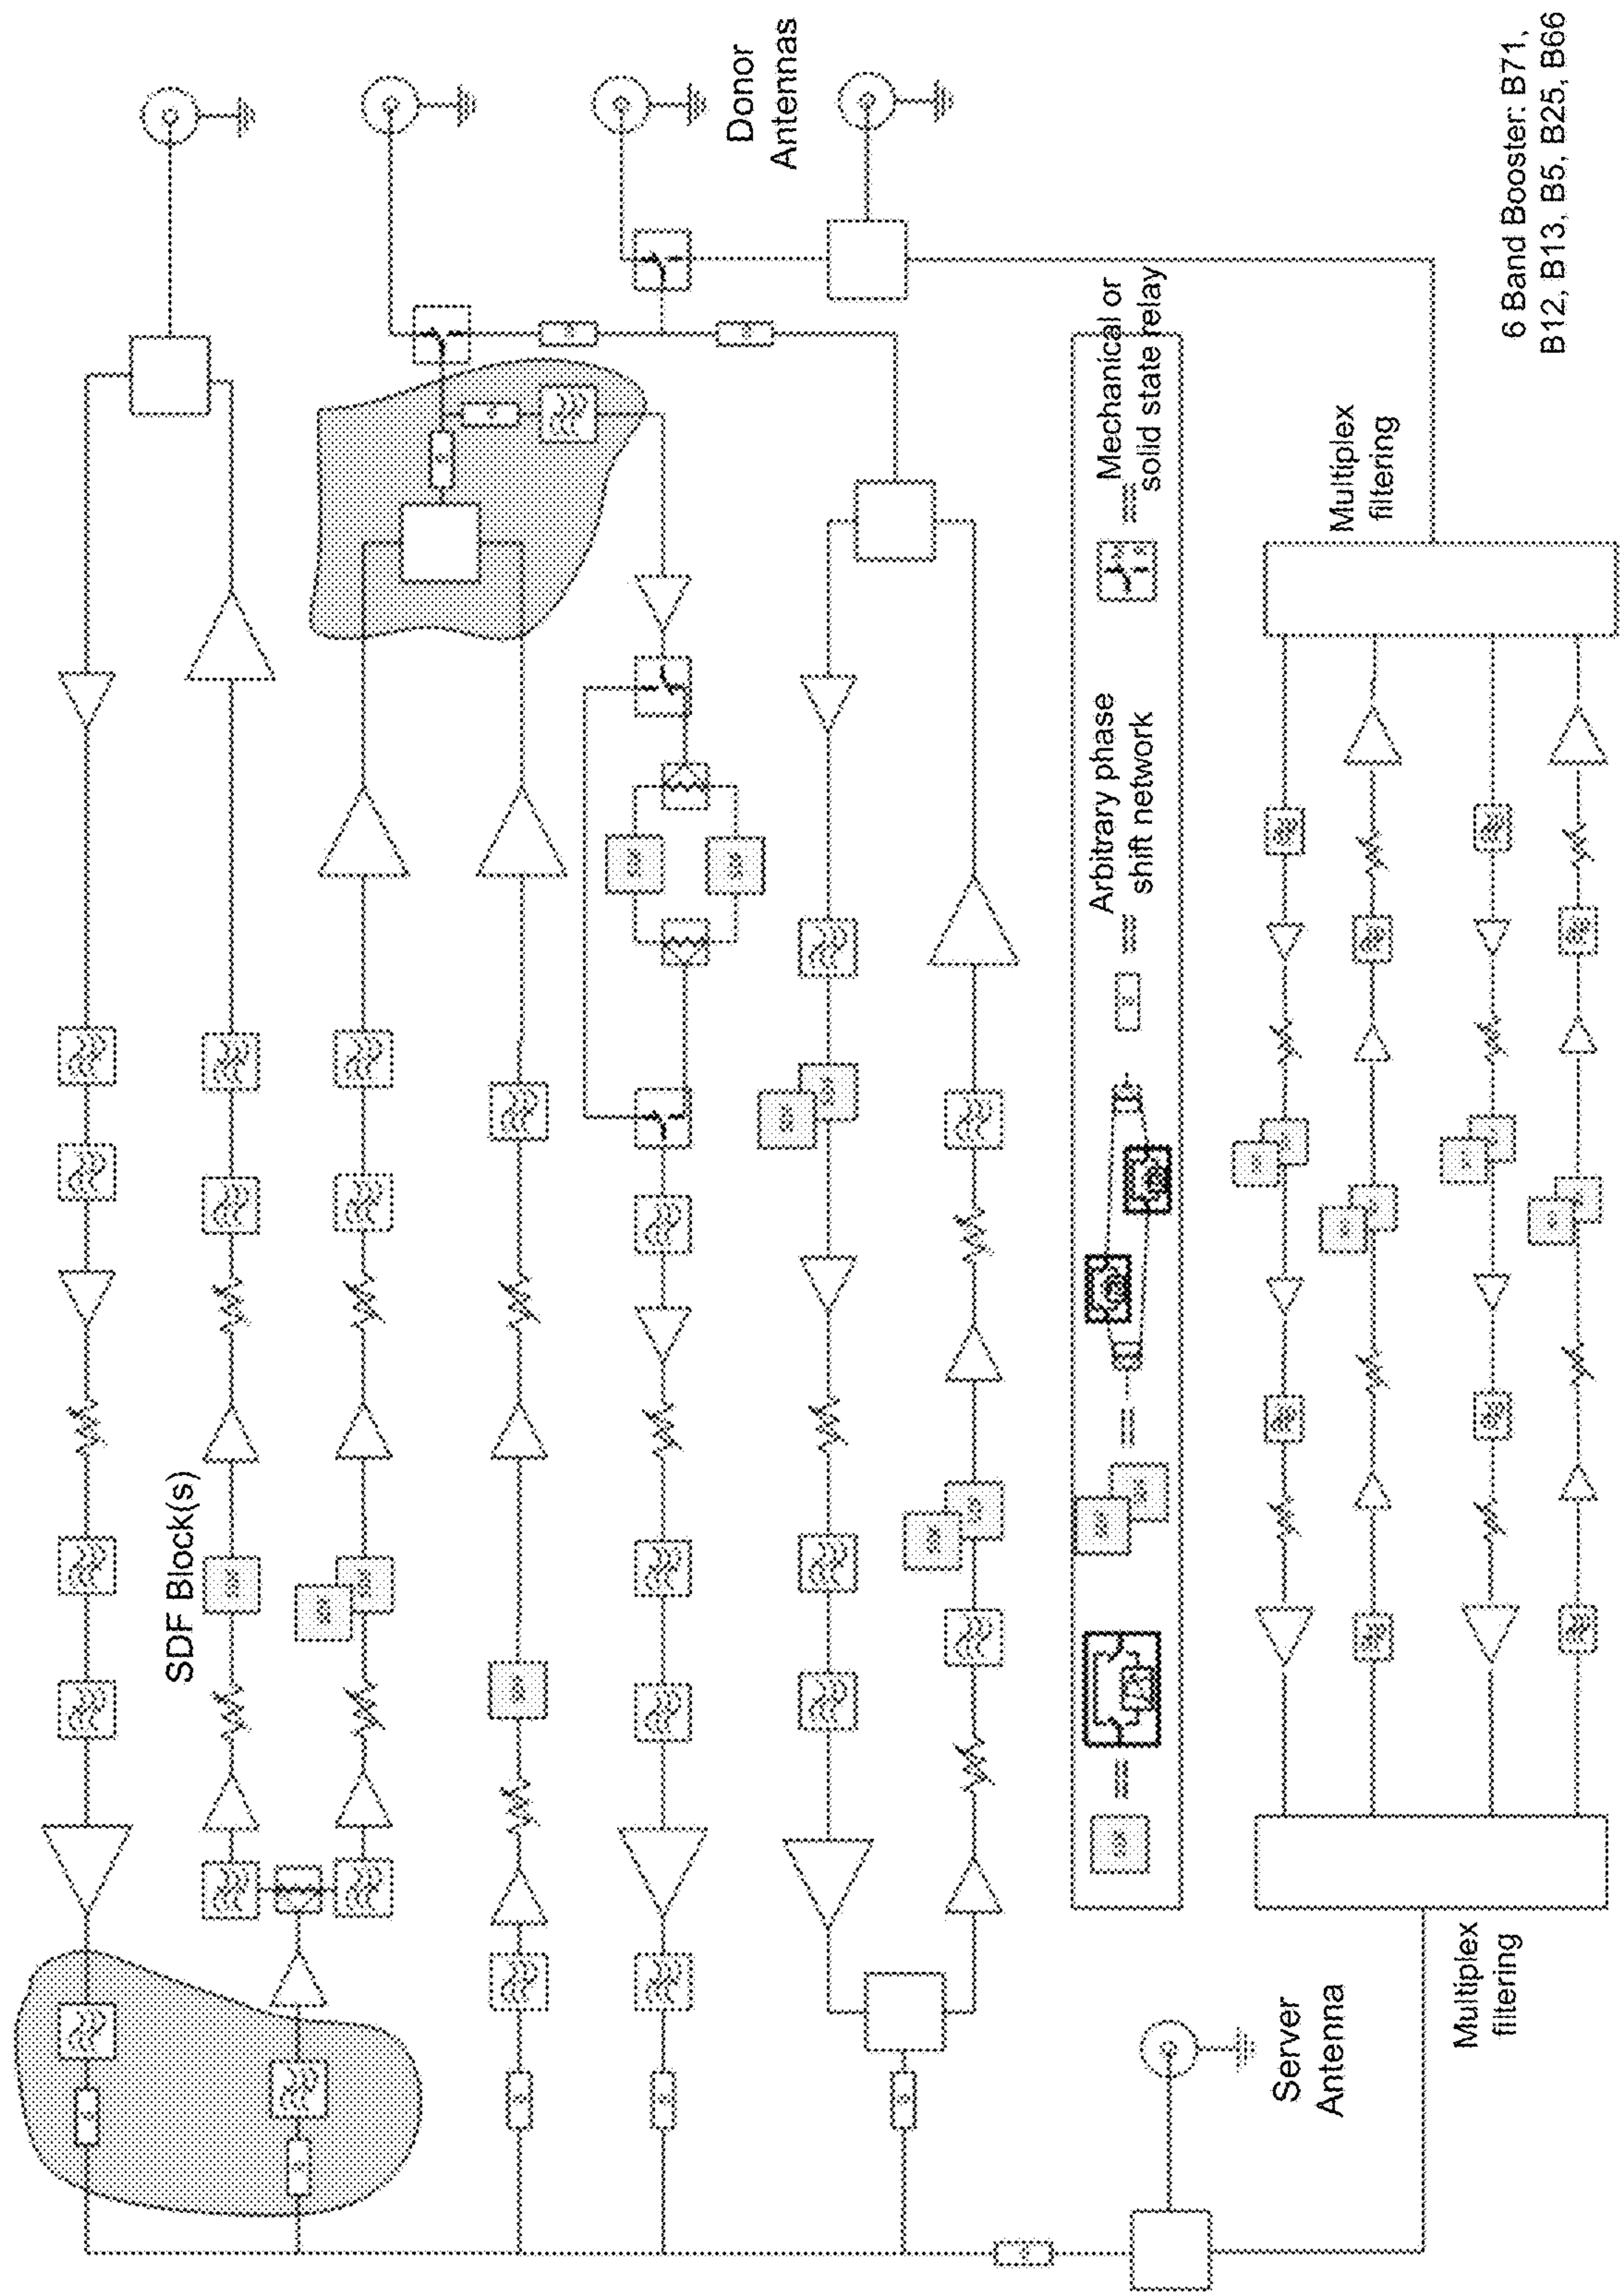 SDF Block(s)
Donor
Antennas
=
=
=
Arbitrary phase
shift network
=
Mechanical or
solid state relay
Multiplex
filtering
Server
Antenna
Multiplex
filtering
6 Band Booster: B71,
B12, B13, B5, B25, B66